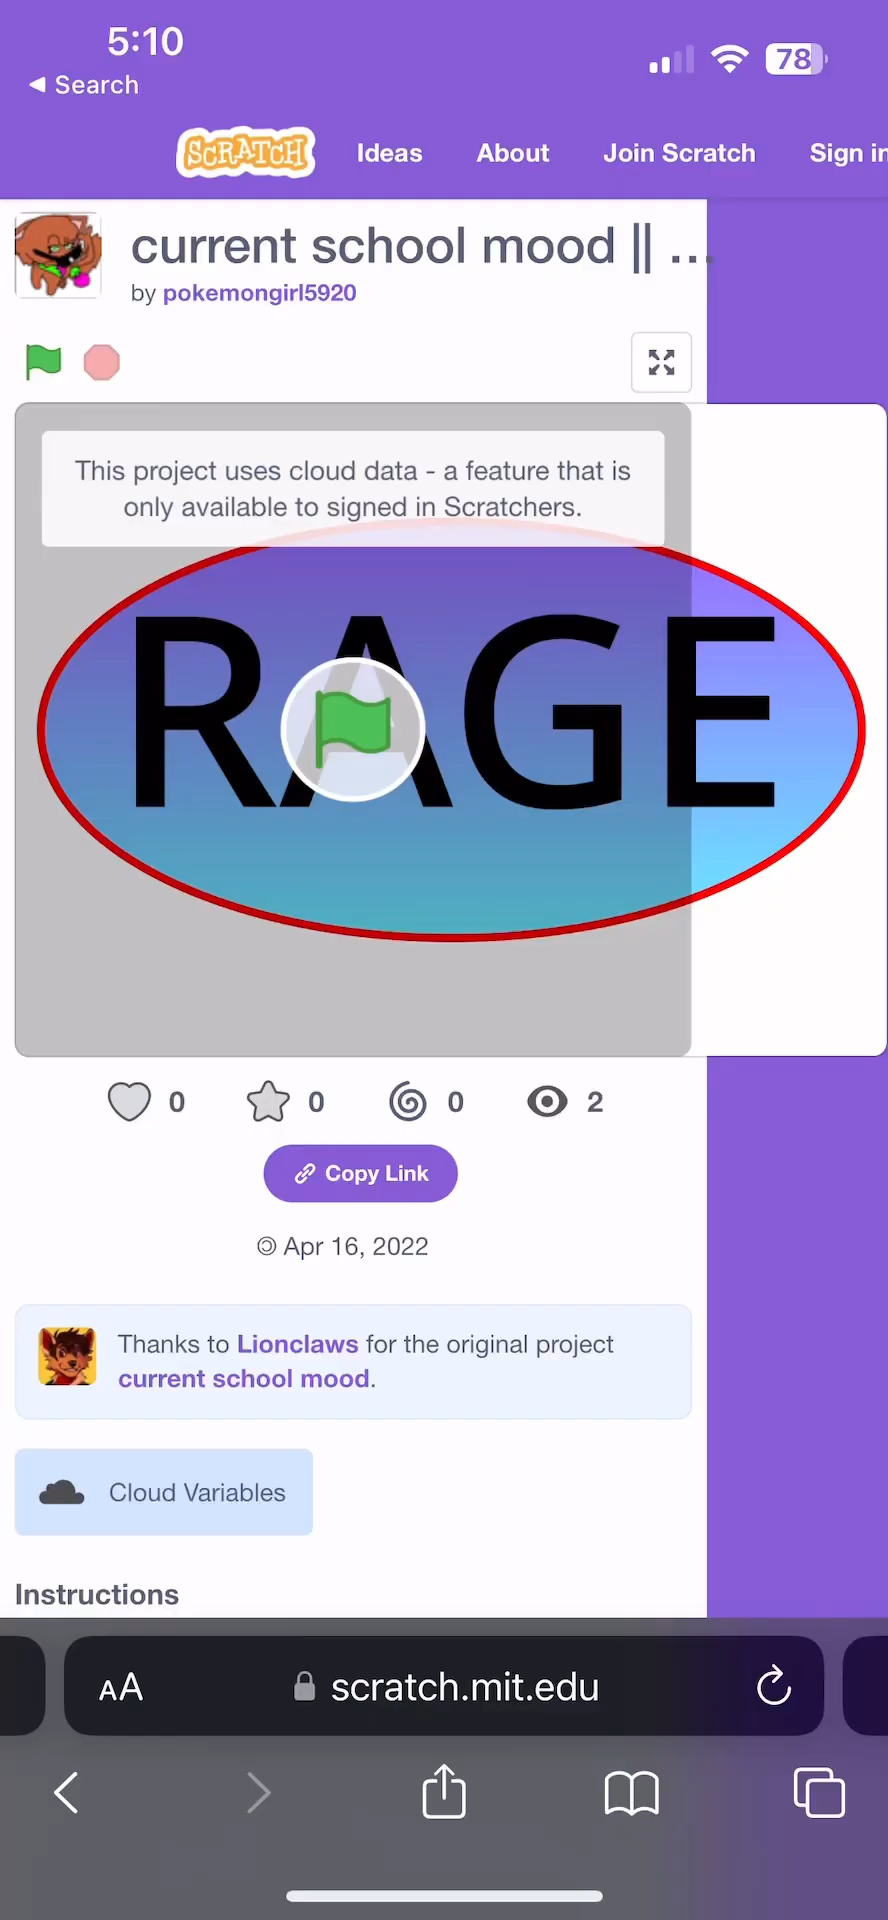 5:10
78
◀ Search
SCRATCH Ideas About Join Scratch Sign in
current school mood || ...
by pokemongirl5920
This project uses cloud data - a feature that is
only available to signed in Scratchers.
RAGE
0 0 0 2
Copy Link
Apr 16, 2022
Thanks to Lionclaws for the original project
current school mood.
Cloud Variables
Instructions
AA scratch.mit.edu